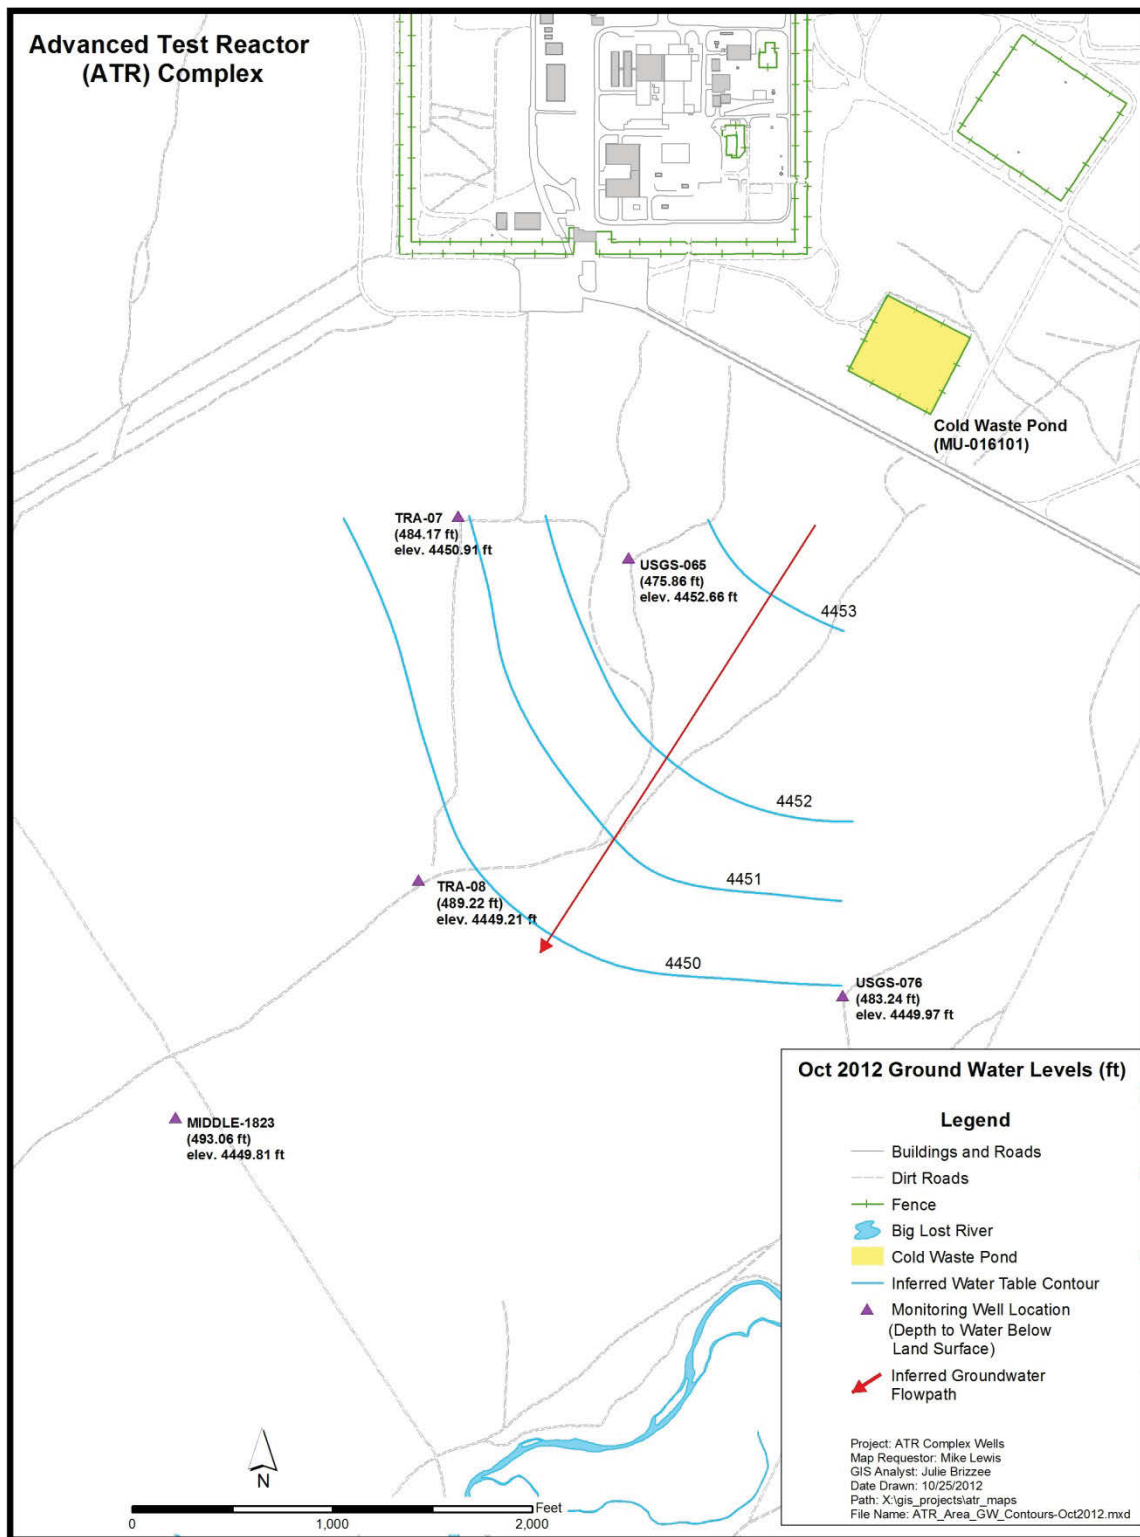 Advanced Test Reactor
(ATR) Complex
Cold Waste Pond
(MU-016101)
TRA-07
(484.17 ft)
elev. 4450.91 ft
USGS-065
(475.86 ft)
elev. 4452.66 ft
4453
4452
4451
TRA-08
(489.22 ft)
elev. 4449.21 ft
4450
USGS-076
(483.24 ft)
elev. 4449.97 ft
MIDDLE-1823
(493.06 ft)
elev. 4449.81 ft
Oct 2012 Ground Water Levels (ft)
Legend
Buildings and Roads
Dirt Roads
Fence
Big Lost River
Cold Waste Pond
Inferred Water Table Contour
Monitoring Well Location
(Depth to Water Below
Land Surface)
Inferred Groundwater
Flowpath
Project: ATR Complex Wells
Map Requestor: Mike Lewis
GIS Analyst: Julie Brizzee
Date Drawn: 10/25/2012
Path: X:\gis_projects\atr_maps
File Name: ATR_Area_GW_Contours-Oct2012.mxd
N
Feet
0 1,000 2,000